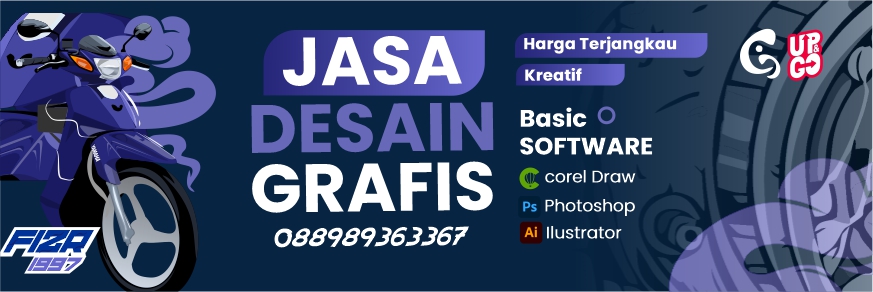 JASA
DESAIN
GRAFIS
088989363367
Harga Terjangkau
Kreatif
Basic
SOFTWARE
corel Draw
Ps Photoshop
Ai Ilustrator
UP
&
GO
YAMAHA
FIZR
1997